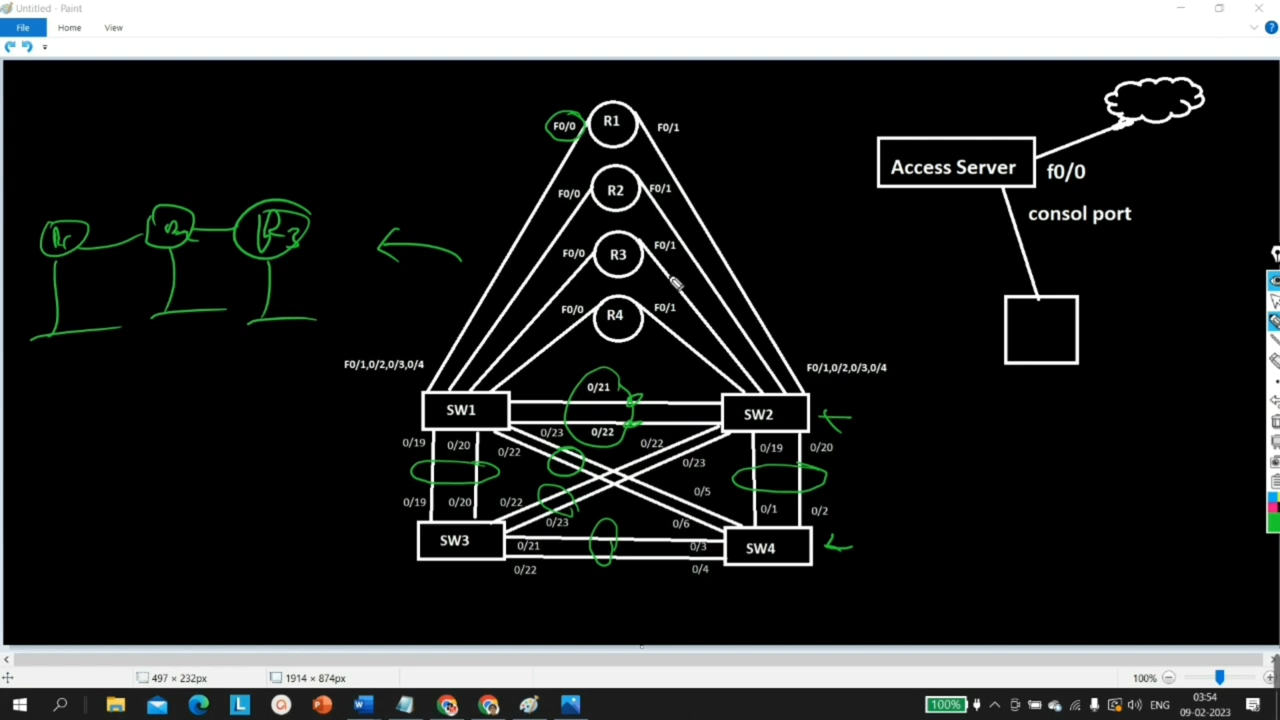 Untitled - Paint
File Home View
R1
F0/0
F0/1
R2
F0/0
F0/1
R3
F0/0
F0/1
R4
F0/0
F0/1
R3
Access Server
f0/0
consol port
F0/1,0/2,0/3,0/4
F0/1,0/2,0/3,0/4
0/21
SW1
SW2
0/22
0/23
0/22
0/19
0/20
0/22
0/23
0/19
0/20
0/19
0/20
0/22
0/23
0/5
0/6
0/1
0/2
SW3
SW4
0/21
0/3
0/22
0/4
497 × 232px
1914 × 874px
100%
100%
ENG
03:54
09-02-2023